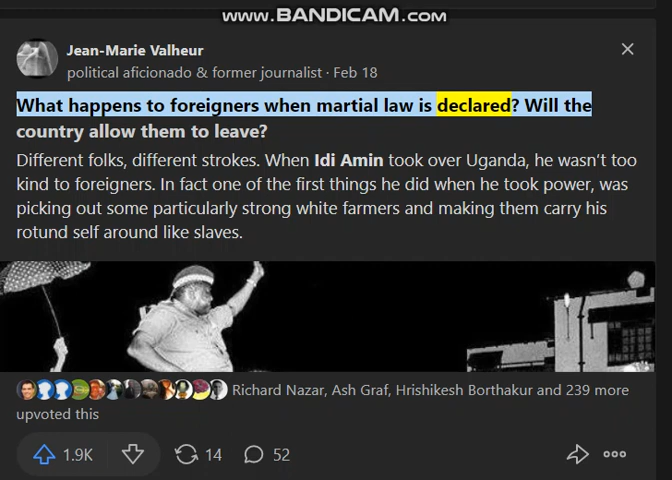 WWW.BANDICAM.COM
Jean-Marie Valheur
political aficionado & former journalist · Feb 18
What happens to foreigners when martial law is declared? Will the
country allow them to leave?
Different folks, different strokes. When Idi Amin took over Uganda, he wasn't too
kind to foreigners. In fact one of the first things he did when he took power, was
picking out some particularly strong white farmers and making them carry his
rotund self around like slaves.
Richard Nazar, Ash Graf, Hrishikesh Borthakur and 239 more
upvoted this
1.9K 14 52